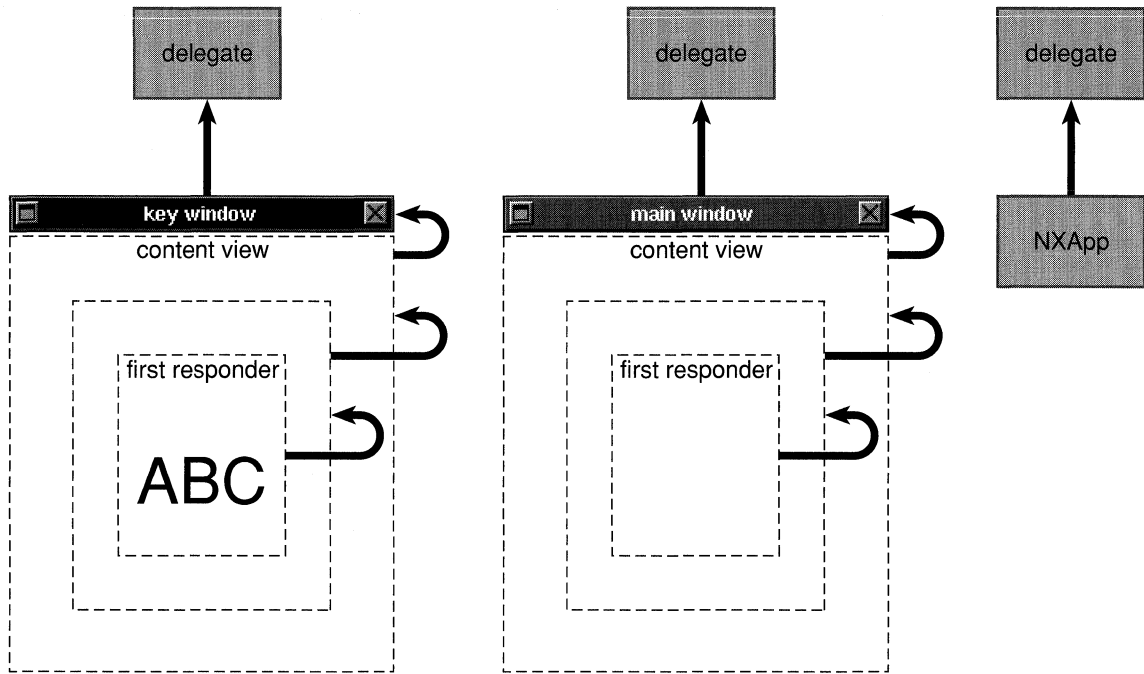 delegate
delegate
delegate
key window
main window
content view
content view
NXApp
first responder
first responder
ABC